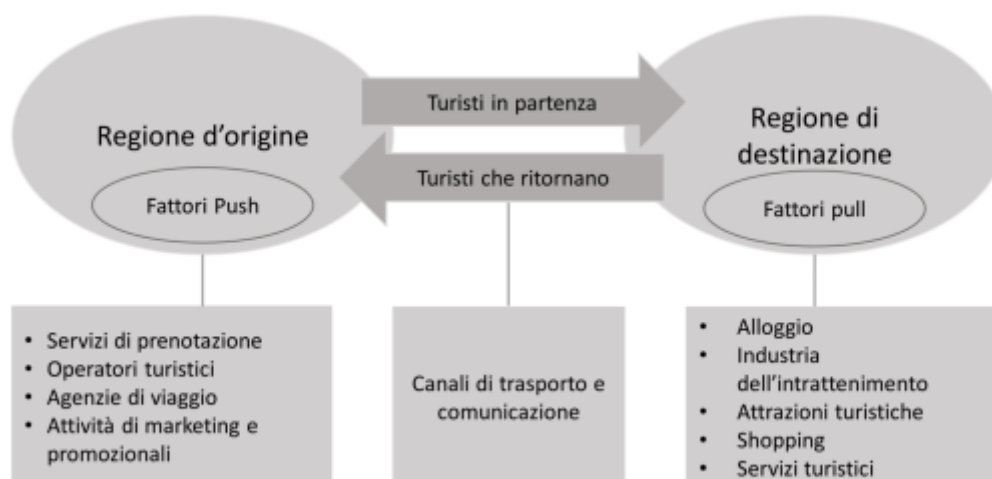 Regione d'origine
Fattori Push
Turisti in partenza
Turisti che ritornano
Regione di
destinazione
Fattori pull
• Servizi di prenotazione
• Operatori turistici
• Agenzie di viaggio
• Attività di marketing e
promozionali
Canali di trasporto e
comunicazione
• Alloggio
• Industria
dell'intrattenimento
• Attrazioni turistiche
• Shopping
• Servizi turistici